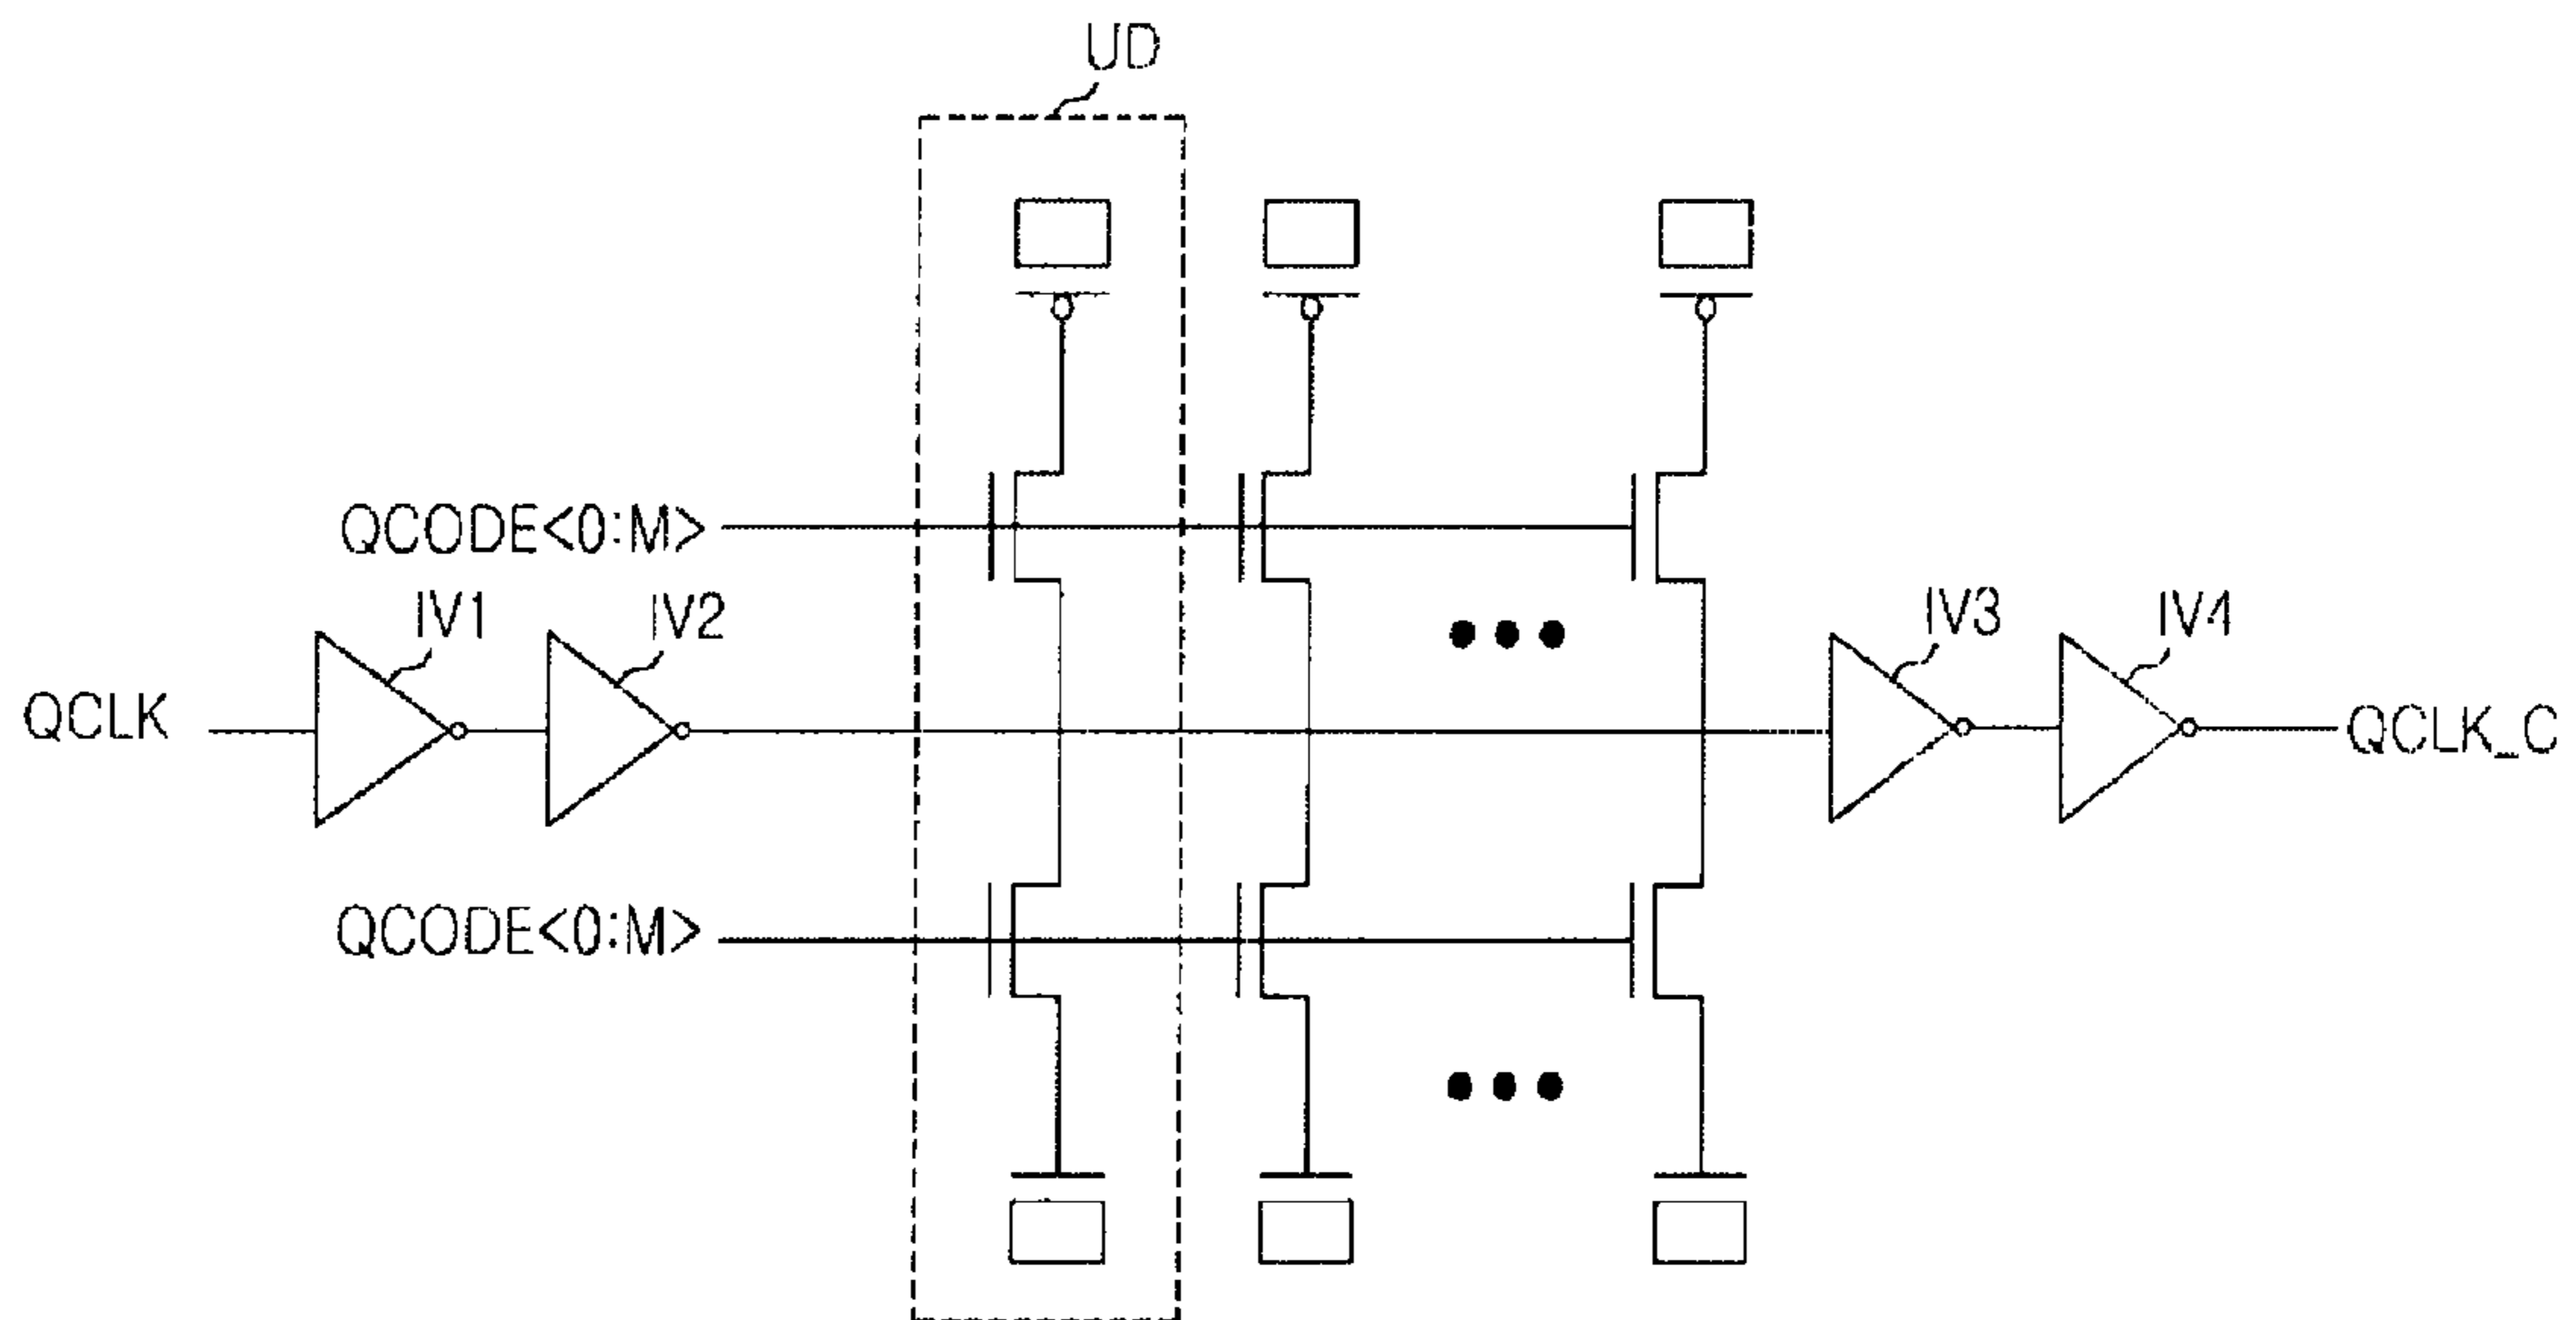 UD
QCODE<0:M>
IV1
IV2
IV3
IV4
QCLK
QCLK_C
QCODE<0:M>